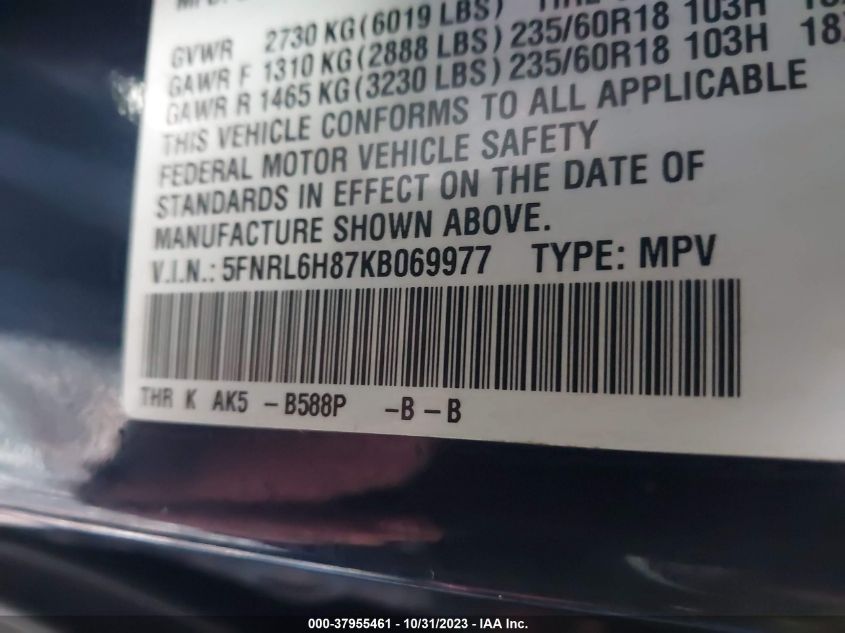 GVWR 2730 KG (6019 LBS)
GAWR F 1310 KG (2888 LBS) 235/60R18 103H
GAWR R 1465 KG (3230 LBS) 235/60R18 103H
THIS VEHICLE CONFORMS TO ALL APPLICABLE
FEDERAL MOTOR VEHICLE SAFETY
STANDARDS IN EFFECT ON THE DATE OF
MANUFACTURE SHOWN ABOVE.
V.I.N.: 5FNRL6H87KB069977 TYPE: MPV
THR K AK5 - B588P - B - B
000-37955461 - 10/31/2023 - IAA Inc.